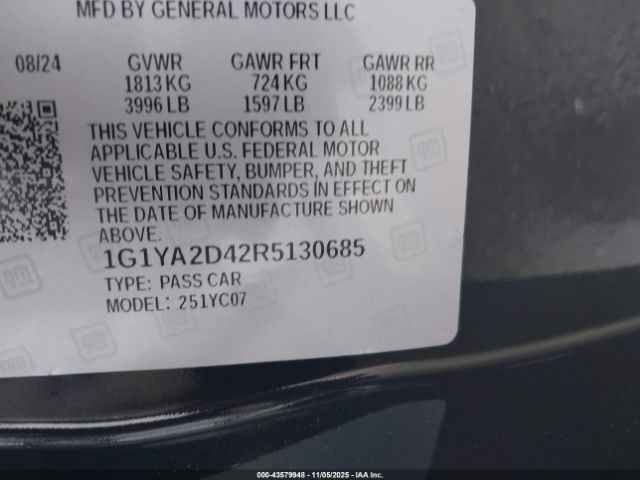 MFD BY GENERAL MOTORS LLC
08/24 GVWR GAWR FRT GAWR RR
1813 KG 724 KG 1088 KG
3996 LB 1597 LB 2399 LB
THIS VEHICLE CONFORMS TO ALL
APPLICABLE U.S. FEDERAL MOTOR
VEHICLE SAFETY, BUMPER, AND THEFT
PREVENTION STANDARDS IN EFFECT ON
THE DATE OF MANUFACTURE SHOWN
ABOVE.
1G1YA2D42R5130685
TYPE: PASS CAR
MODEL: 251YC07
000-43579948 - 11/05/2025 - IAA Inc.